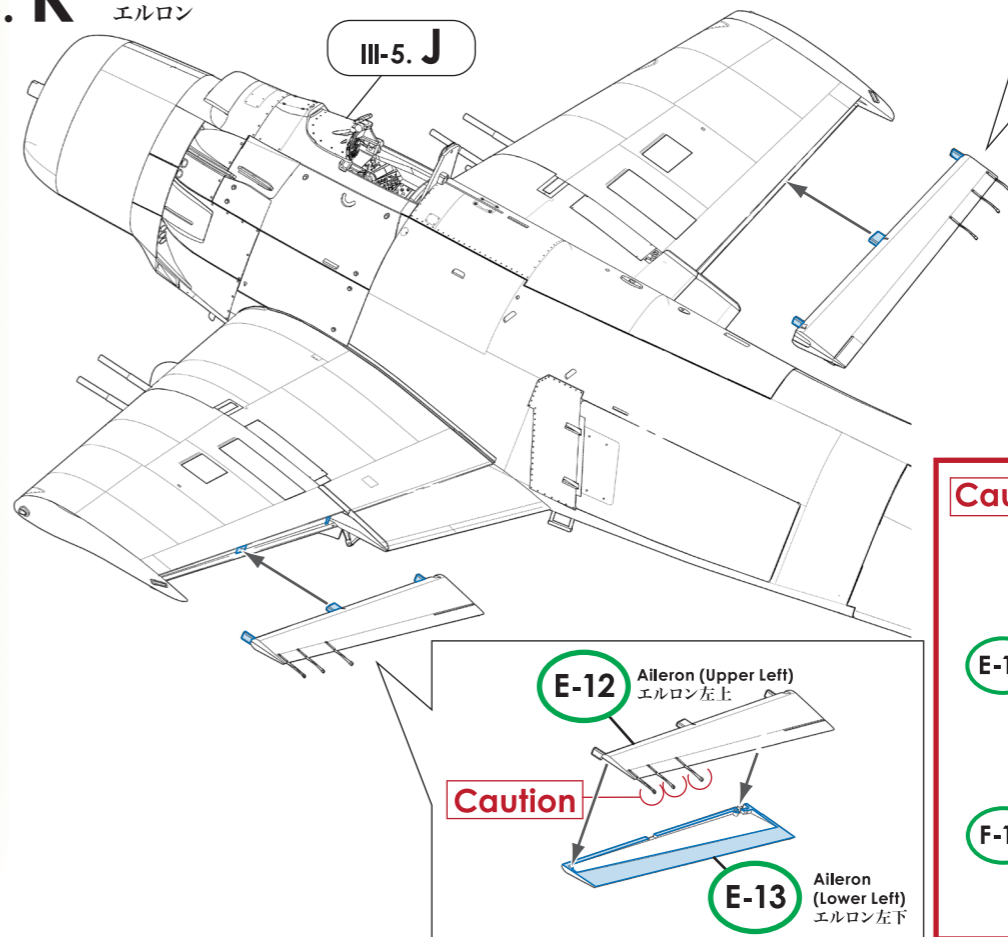 . K エルロン
III-5. J
E-12
Aileron (Upper Left)
エルロン左上
Caution
E-13
Aileron
(Lower Left)
エルロン左下